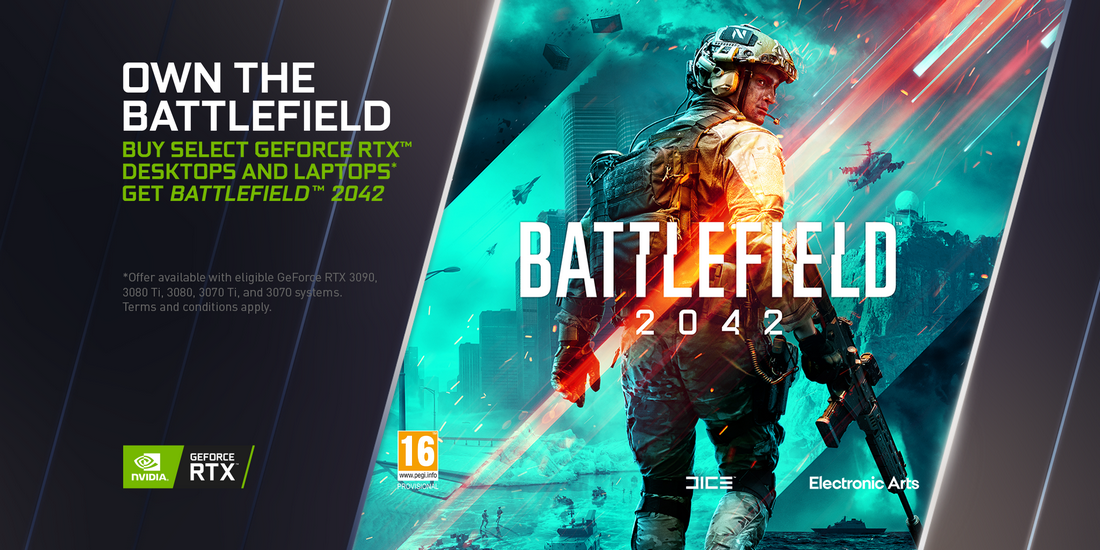 OWN THE
BATTLEFIELD
BUY SELECT GEFORCE RTX™
DESKTOPS AND LAPTOPS*
GET BATTLEFIELD™ 2042
*Offer available with eligible GeForce RTX 3090,
3080 Ti, 3080, 3070 Ti, and 3070 systems.
Terms and conditions apply.
NVIDIA.
GEFORCE
RTX
BATTLEFIELD
2042
16
www.pegi.info
PROVISIONAL
DICE
Electronic Arts